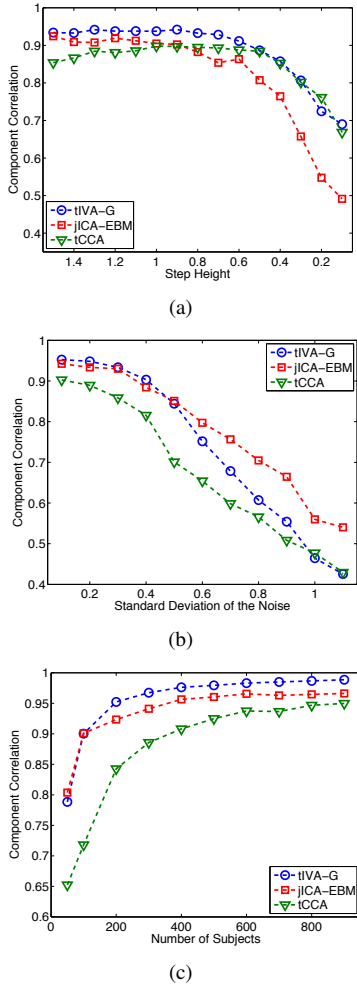 1
0.9
0.8
0.7
0.6
0.5
0.4
Component Correlation
tIVA-G
jICA-EBM
tCCA
1.4 1.2 1 0.8 0.6 0.4 0.2
Step Height
(a)
1
0.9
0.8
0.7
0.6
0.5
0.4
Component Correlation
tIVA-G
jICA-EBM
tCCA
0.2 0.4 0.6 0.8 1
Standard Deviation of the Noise
(b)
1
0.95
0.9
0.85
0.8
0.75
0.7
0.65
0.6
Component Correlation
tIVA-G
jICA-EBM
tCCA
0 200 400 600 800
Number of Subjects
(c)